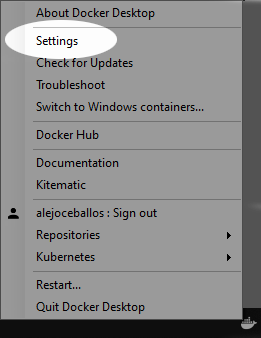 About Docker Desktop
Settings
Check for Updates
Troubleshoot
Switch to Windows containers...
Docker Hub
Documentation
Kitematic
alejoceballos : Sign out
Repositories
Kubernetes
Restart...
Quit Docker Desktop